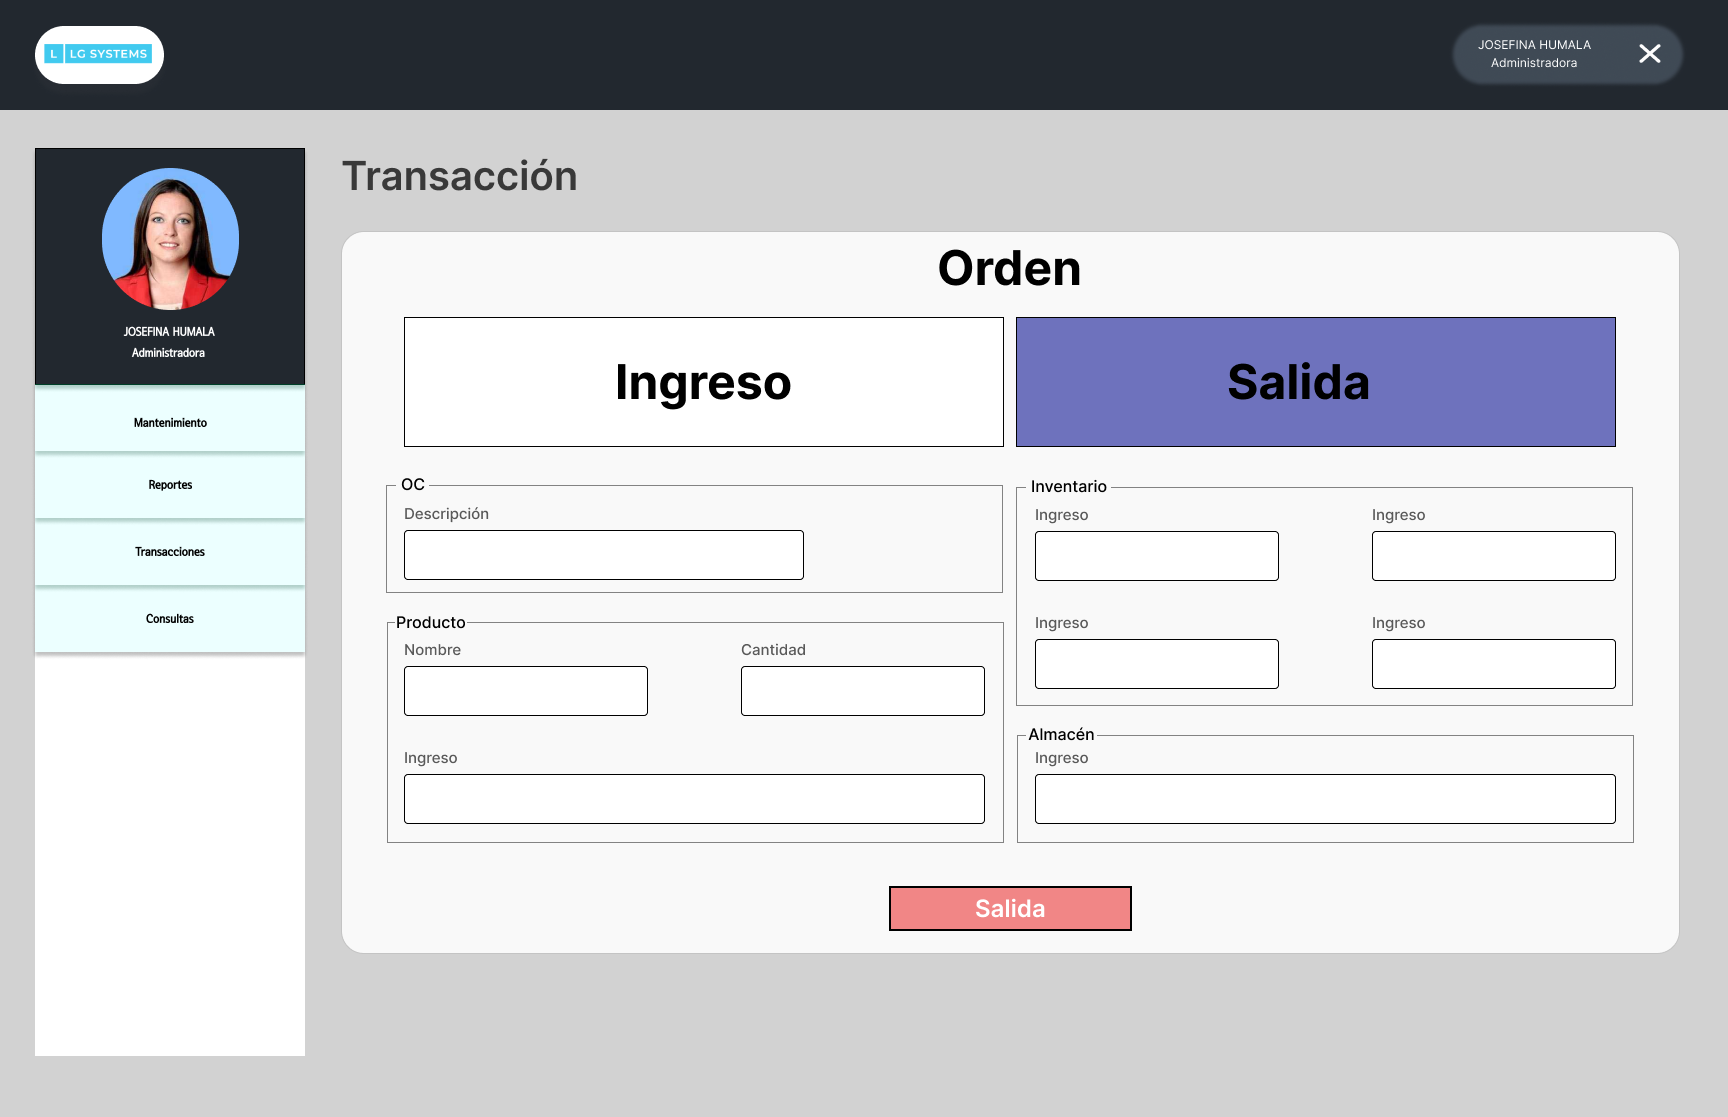 L LG SYSTEMS
JOSEFINA HUMALA
Administradora
JOSEFINA HUMALA
Administradora
Mantenimiento
Reportes
Transacciones
Consultas
Transacción
Orden
Ingreso
Salida
OC
Descripción
Producto
Nombre
Cantidad
Ingreso
Inventario
Ingreso
Ingreso
Ingreso
Ingreso
Almacén
Ingreso
Salida